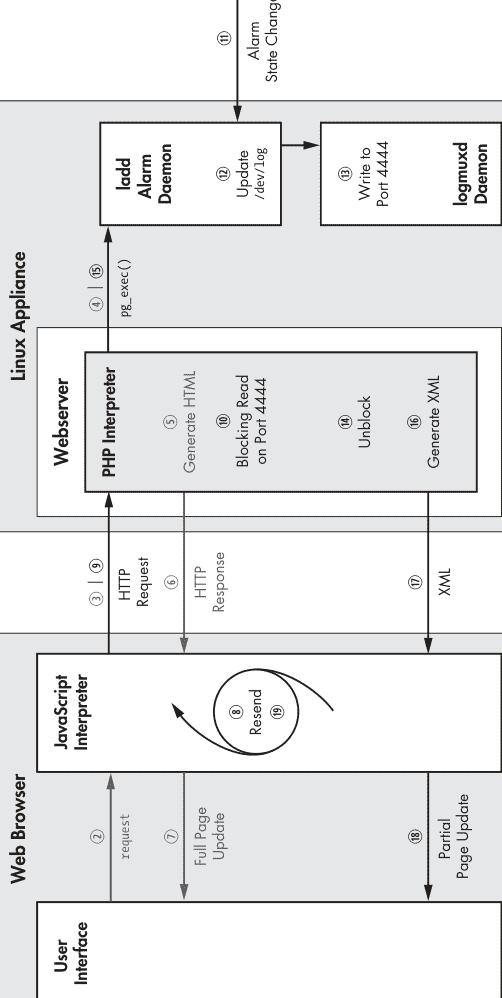 Web Browser
Linux Appliance
User
Interface
②
request
⑦
Full Page
Update
⑱
Partial
Page Update
JavaScript
Interpreter
⑧
Resend
⑲
③ | ⑨
HTTP
Request
⑥
HTTP
Response
⑰
XML
Webserver
PHP Interpreter
⑤
Generate HTML
⑩
Blocking Read
on Port 4444
⑭
Unblock
⑯
Generate XML
④ | ⑮
pg_exec()
ladd
Alarm
Daemon
⑫
Update
/dev/log
⑬
Write to
Port 4444
logmuxd
Daemon
⑪
Alarm
State Change